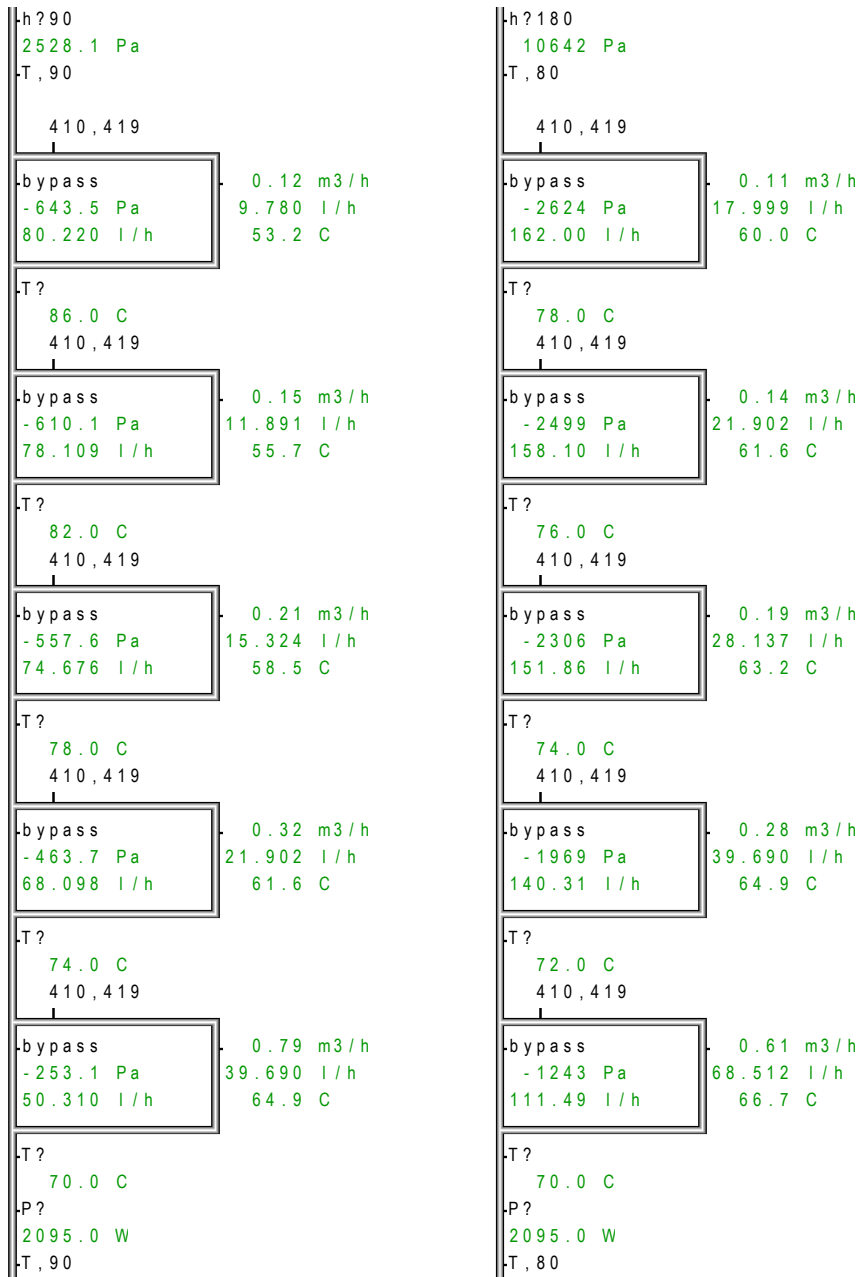 h?90
2528.1 Pa
T,90
410,419
bypass 0.12 m3/h
-643.5 Pa 9.780 l/h
80.220 l/h 53.2 C
T?
86.0 C
410,419
bypass 0.15 m3/h
-610.1 Pa 11.891 l/h
78.109 l/h 55.7 C
T?
82.0 C
410,419
bypass 0.21 m3/h
-557.6 Pa 15.324 l/h
74.676 l/h 58.5 C
T?
78.0 C
410,419
bypass 0.32 m3/h
-463.7 Pa 21.902 l/h
68.098 l/h 61.6 C
T?
74.0 C
410,419
bypass 0.79 m3/h
-253.1 Pa 39.690 l/h
50.310 l/h 64.9 C
T?
70.0 C
P?
2095.0 W
T,90
h?180
10642 Pa
T,80
410,419
bypass 0.11 m3/h
-2624 Pa 17.999 l/h
162.00 l/h 60.0 C
T?
78.0 C
410,419
bypass 0.14 m3/h
-2499 Pa 21.902 l/h
158.10 l/h 61.6 C
T?
76.0 C
410,419
bypass 0.19 m3/h
-2306 Pa 28.137 l/h
151.86 l/h 63.2 C
T?
74.0 C
410,419
bypass 0.28 m3/h
-1969 Pa 39.690 l/h
140.31 l/h 64.9 C
T?
72.0 C
410,419
bypass 0.61 m3/h
-1243 Pa 68.512 l/h
111.49 l/h 66.7 C
T?
70.0 C
P?
2095.0 W
T,80